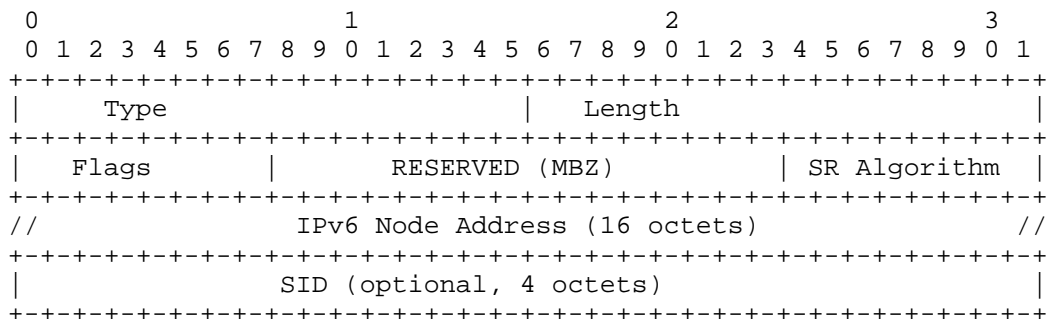 0                   1                   2                   3
 0 1 2 3 4 5 6 7 8 9 0 1 2 3 4 5 6 7 8 9 0 1 2 3 4 5 6 7 8 9 0 1
+-+-+-+-+-+-+-+-+-+-+-+-+-+-+-+-+-+-+-+-+-+-+-+-+-+-+-+-+-+-+-+-+
|     Type                      |   Length                      |
+-+-+-+-+-+-+-+-+-+-+-+-+-+-+-+-+-+-+-+-+-+-+-+-+-+-+-+-+-+-+-+-+
|   Flags       |       RESERVED (MBZ)          | SR Algorithm  |
+-+-+-+-+-+-+-+-+-+-+-+-+-+-+-+-+-+-+-+-+-+-+-+-+-+-+-+-+-+-+-+-+
//                IPv6 Node Address (16 octets)                //
+-+-+-+-+-+-+-+-+-+-+-+-+-+-+-+-+-+-+-+-+-+-+-+-+-+-+-+-+-+-+-+-+
|                SID (optional, 4 octets)                       |
+-+-+-+-+-+-+-+-+-+-+-+-+-+-+-+-+-+-+-+-+-+-+-+-+-+-+-+-+-+-+-+-+